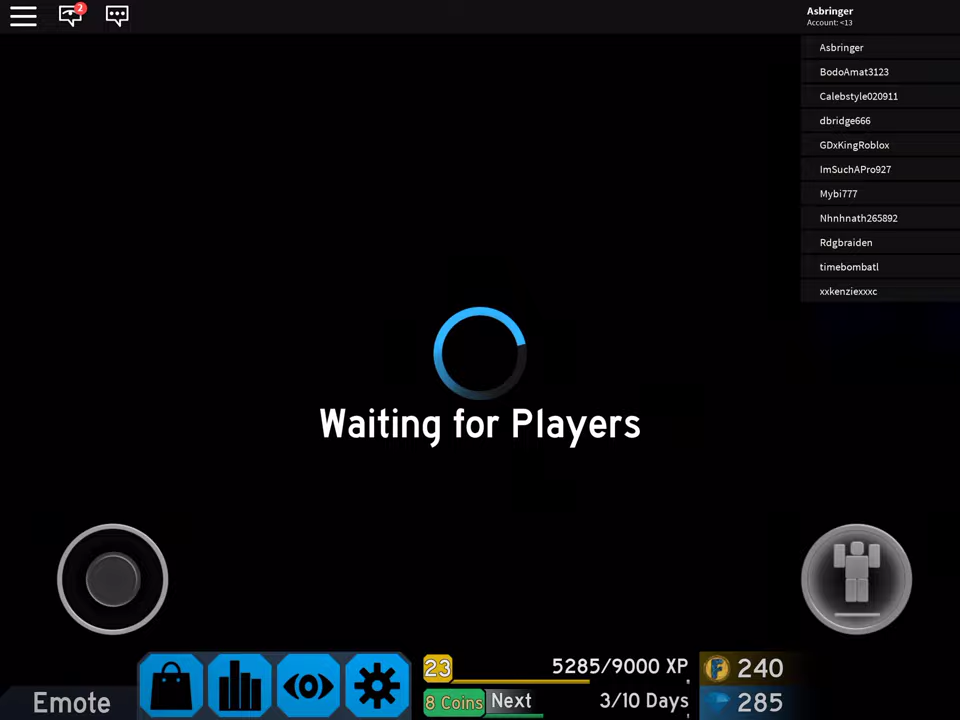 2
Asbringer
Account: <13
Asbringer
BodoAmat3123
Calebstyle020911
dbridge666
GDxKingRoblox
ImSuchAPro927
Mybi777
Nhnhnath265892
Rdgbraiden
timebombatl
xxkenziexxxc
Waiting for Players
23 5285/9000 XP F 240
Emote 8 Coins Next 3/10 Days 285